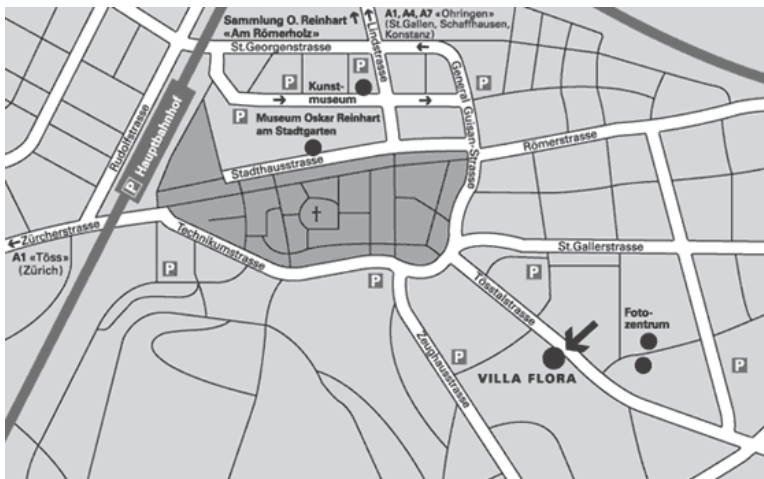 Sammlung O. Reinhart
«Am Römerholz»
A1, A4, A7 «Ohringen»
(St.Gallen, Schaffhausen,
Konstanz)
St.Georgenstrasse
Lindstrasse
General Guisan-Strasse
Rudolfstrasse
P Hauptbahnhof
P
P
P
P
Kunst-
museum
Museum Oskar Reinhart
am Stadtgarten
Stadthausstrasse
Römerstrasse
P
Zürcherstrasse
A1 «Töss»
(Zürich)
Technikumstrasse
St.Gallerstrasse
P
P
P
Tösstalstrasse
Foto-
zentrum
Zeughausstrasse
P
VILLA FLORA
P